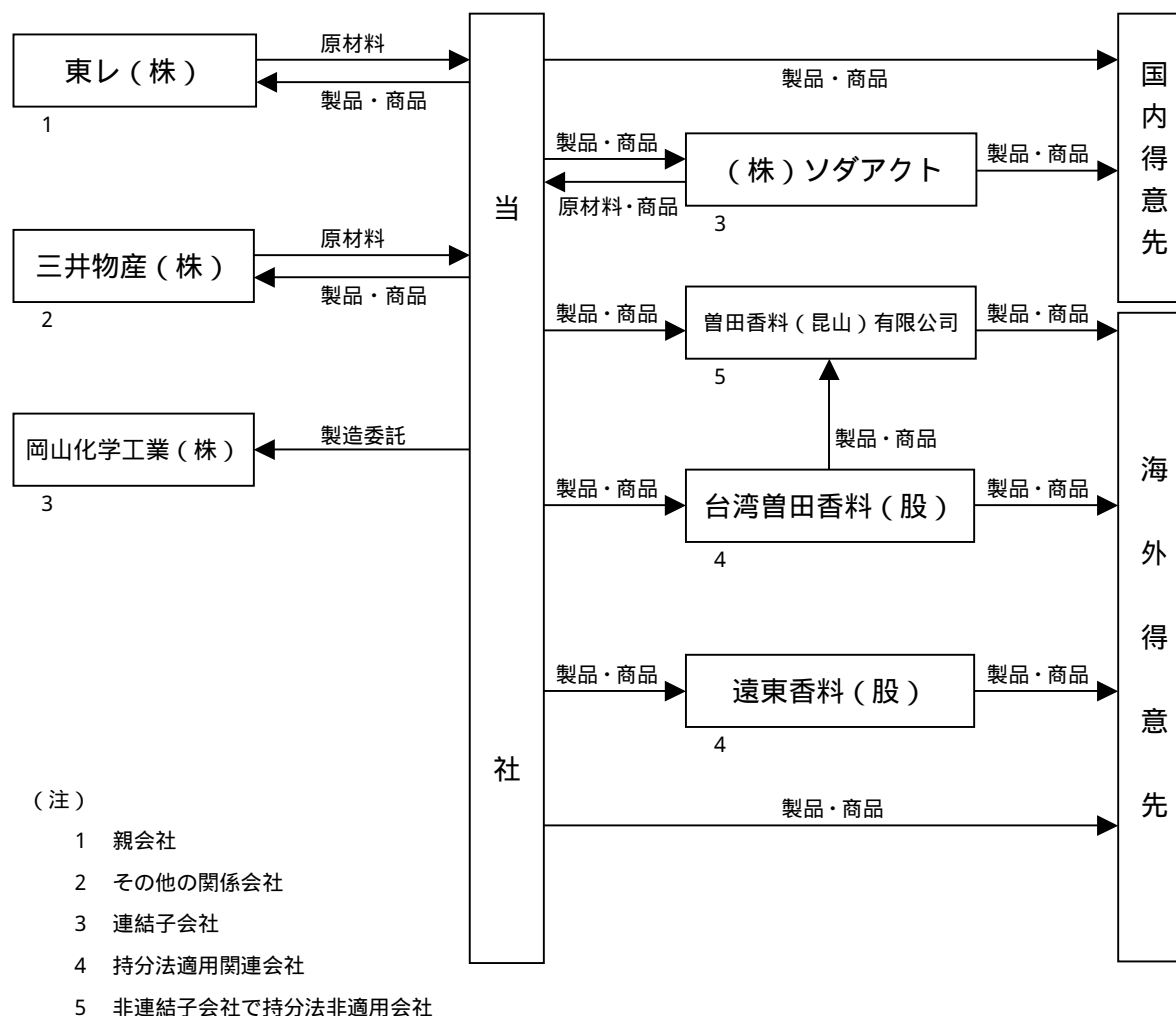 東レ（株）
1
原材料
製品・商品
三井物産（株）
2
原材料
製品・商品
岡山化学工業（株）
3
製造委託
当社
製品・商品
製品・商品
原材料・商品
（株）ソダアクト
3
製品・商品
製品・商品
曽田香料（昆山）有限公司
5
製品・商品
製品・商品
製品・商品
台湾曽田香料（股）
4
製品・商品
製品・商品
遠東香料（股）
4
製品・商品
製品・商品
国内得意先
海外得意先
（注）
1 親会社
2 その他の関係会社
3 連結子会社
4 持分法適用関連会社
5 非連結子会社で持分法非適用会社